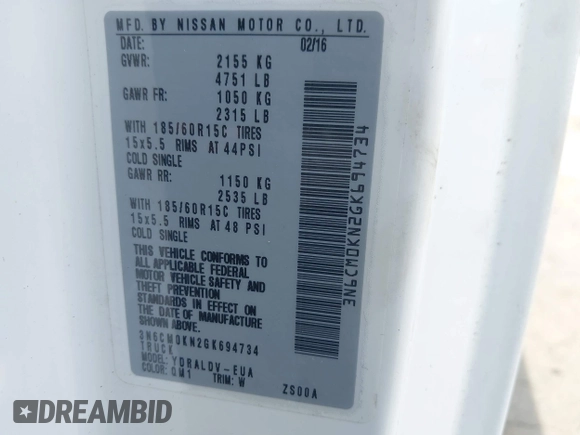 MFD. BY NISSAN MOTOR CO., LTD.
DATE: 02/16
GVWR: 2155 KG
4751 LB
GAWR FR: 1050 KG
2315 LB
WITH 185/60R15C TIRES
15x5.5 RIMS AT 44PSI
COLD SINGLE
GAWR RR: 1150 KG
2535 LB
WITH 185/60R15C TIRES
15x5.5 RIMS AT 48 PSI
COLD SINGLE
THIS VEHICLE CONFORMS TO
ALL APPLICABLE FEDERAL
MOTOR VEHICLE SAFETY AND
THEFT PREVENTION
STANDARDS IN EFFECT ON
THE DATE OF MANUFACTURE
SHOWN ABOVE.
3N6CM0KN2GK694734
TRUCK
MODEL: YDRALDV-EUA
COLOR: QM1 TRIM: W ZS00A
3N6CM0KN2GK694734
DREAMBID